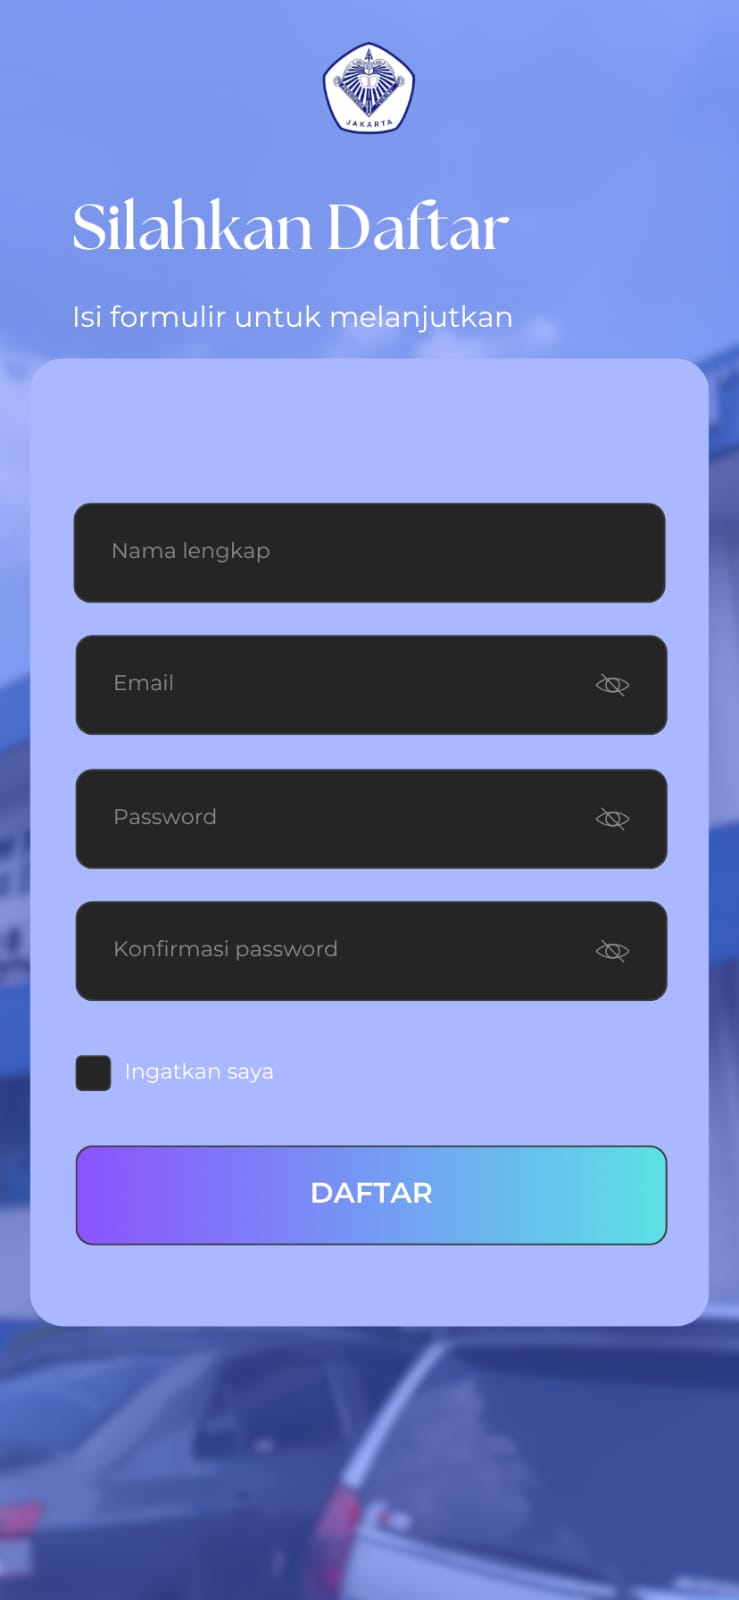 JAKARTA
Silahkan Daftar
Isi formulir untuk melanjutkan
Nama lengkap
Email
Password
Konfirmasi password
Ingatkan saya
DAFTAR